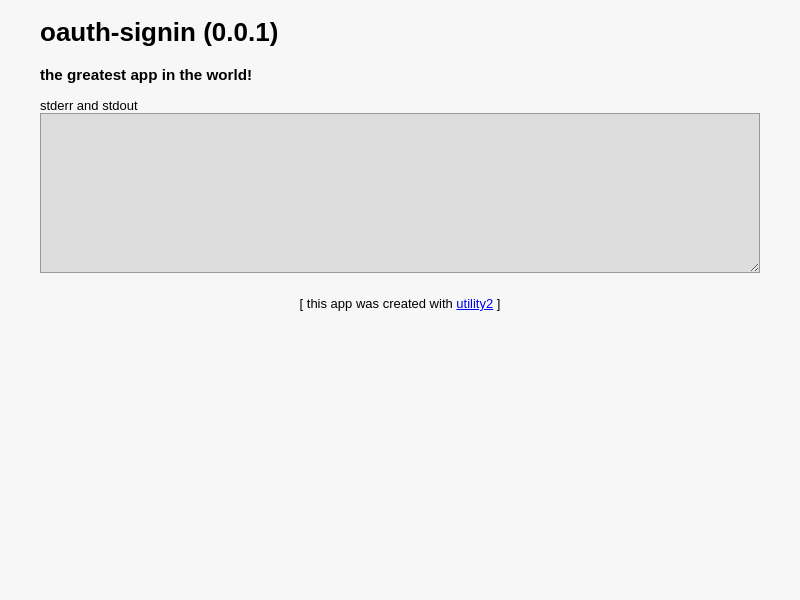 oauth-signin (0.0.1)
the greatest app in the world!
stderr and stdout
[ this app was created with utility2 ]